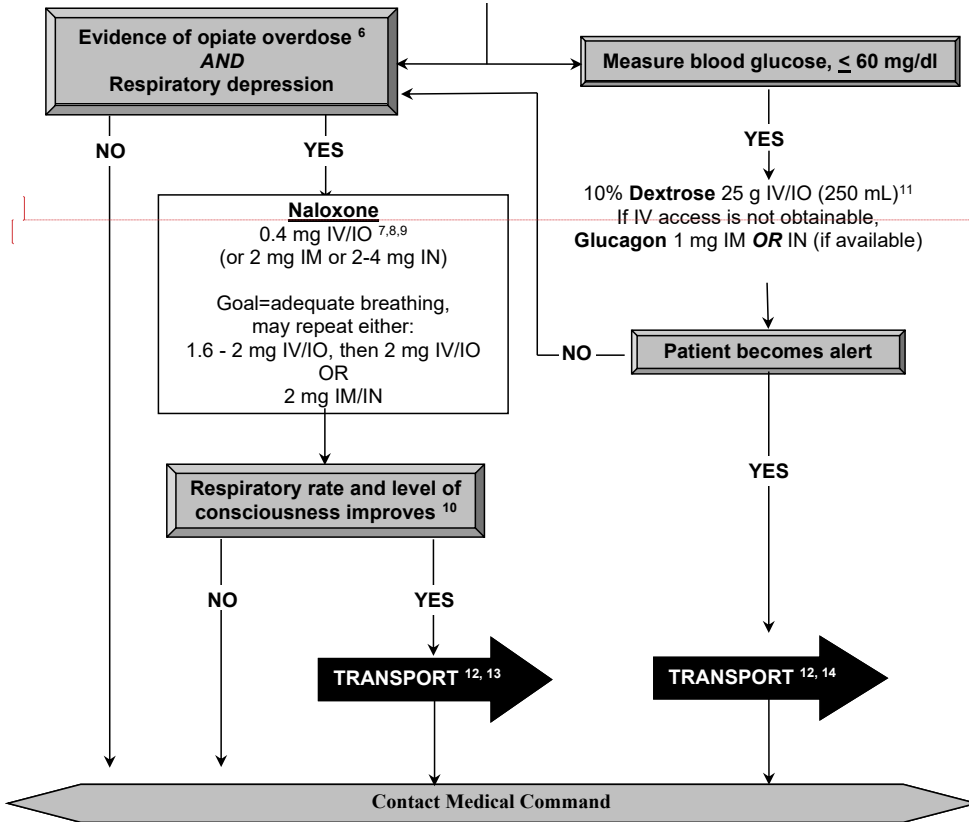 Evidence of opiate overdose 6
AND
Respiratory depression
Measure blood glucose, < 60 mg/dl
NO
YES
YES
Naloxone
0.4 mg IV/IO 7,8,9
(or 2 mg IM or 2-4 mg IN)
Goal=adequate breathing,
may repeat either:
1.6 - 2 mg IV/IO, then 2 mg IV/IO
OR
2 mg IM/IN
10% Dextrose 25 g IV/IO (250 mL)11
If IV access is not obtainable,
Glucagon 1 mg IM OR IN (if available)
NO
Patient becomes alert
Respiratory rate and level of
consciousness improves 10
YES
NO
YES
TRANSPORT 12, 13
TRANSPORT 12, 14
Contact Medical Command